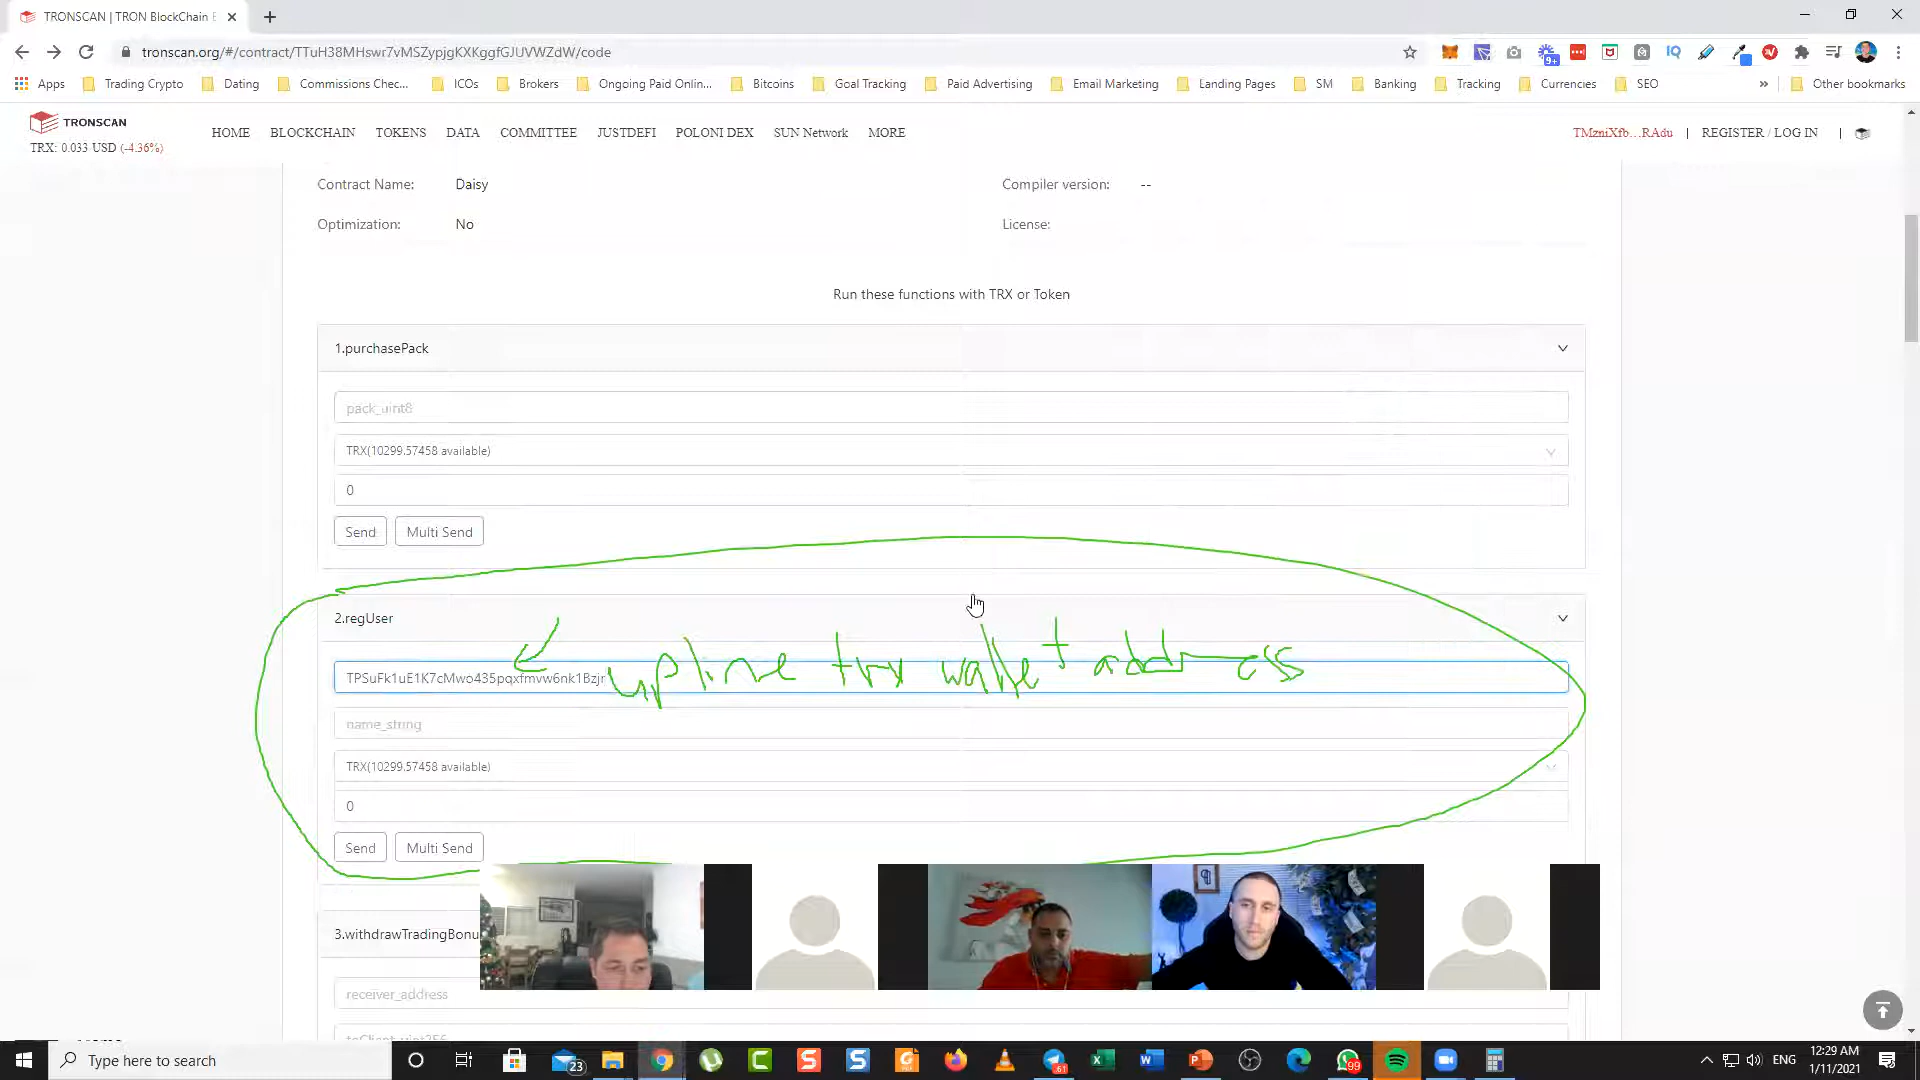 TRONSCAN | TRON BlockChain E
tronscan.org/#/contract/TTuH38MHswr7vMSZypjgKXKggfGJUVWZdW/code
9+
Apps
Trading Crypto
Dating
Commissions Chec...
ICOs
Brokers
Ongoing Paid Onlin...
Bitcoins
Goal Tracking
Paid Advertising
Email Marketing
Landing Pages
SM
Banking
Tracking
Currencies
SEO
»
Other bookmarks
TRONSCAN
TRX: 0.033 USD (-4.36%)
HOME
BLOCKCHAIN
TOKENS
DATA
COMMITTEE
JUSTDEFI
POLONI DEX
SUN Network
MORE
TMzniXfb...RAdu | REGISTER / LOG IN |
Contract Name: Daisy
Compiler version: --
Optimization: No
License:
Run these functions with TRX or Token
1.purchasePack
pack_uint8
TRX(10299.57458 available)
0
Send
Multi Send
2.regUser
upline trx wallet address
TPSuFk1uE1K7cMwo435pqxfmvw6nk1Bzjr
name_string
TRX(10299.57458 available)
0
Send
Multi Send
3.withdrawTradingBonu
receiver_address
Type here to search
23
61
99
ENG
12:29 AM
1/11/2021